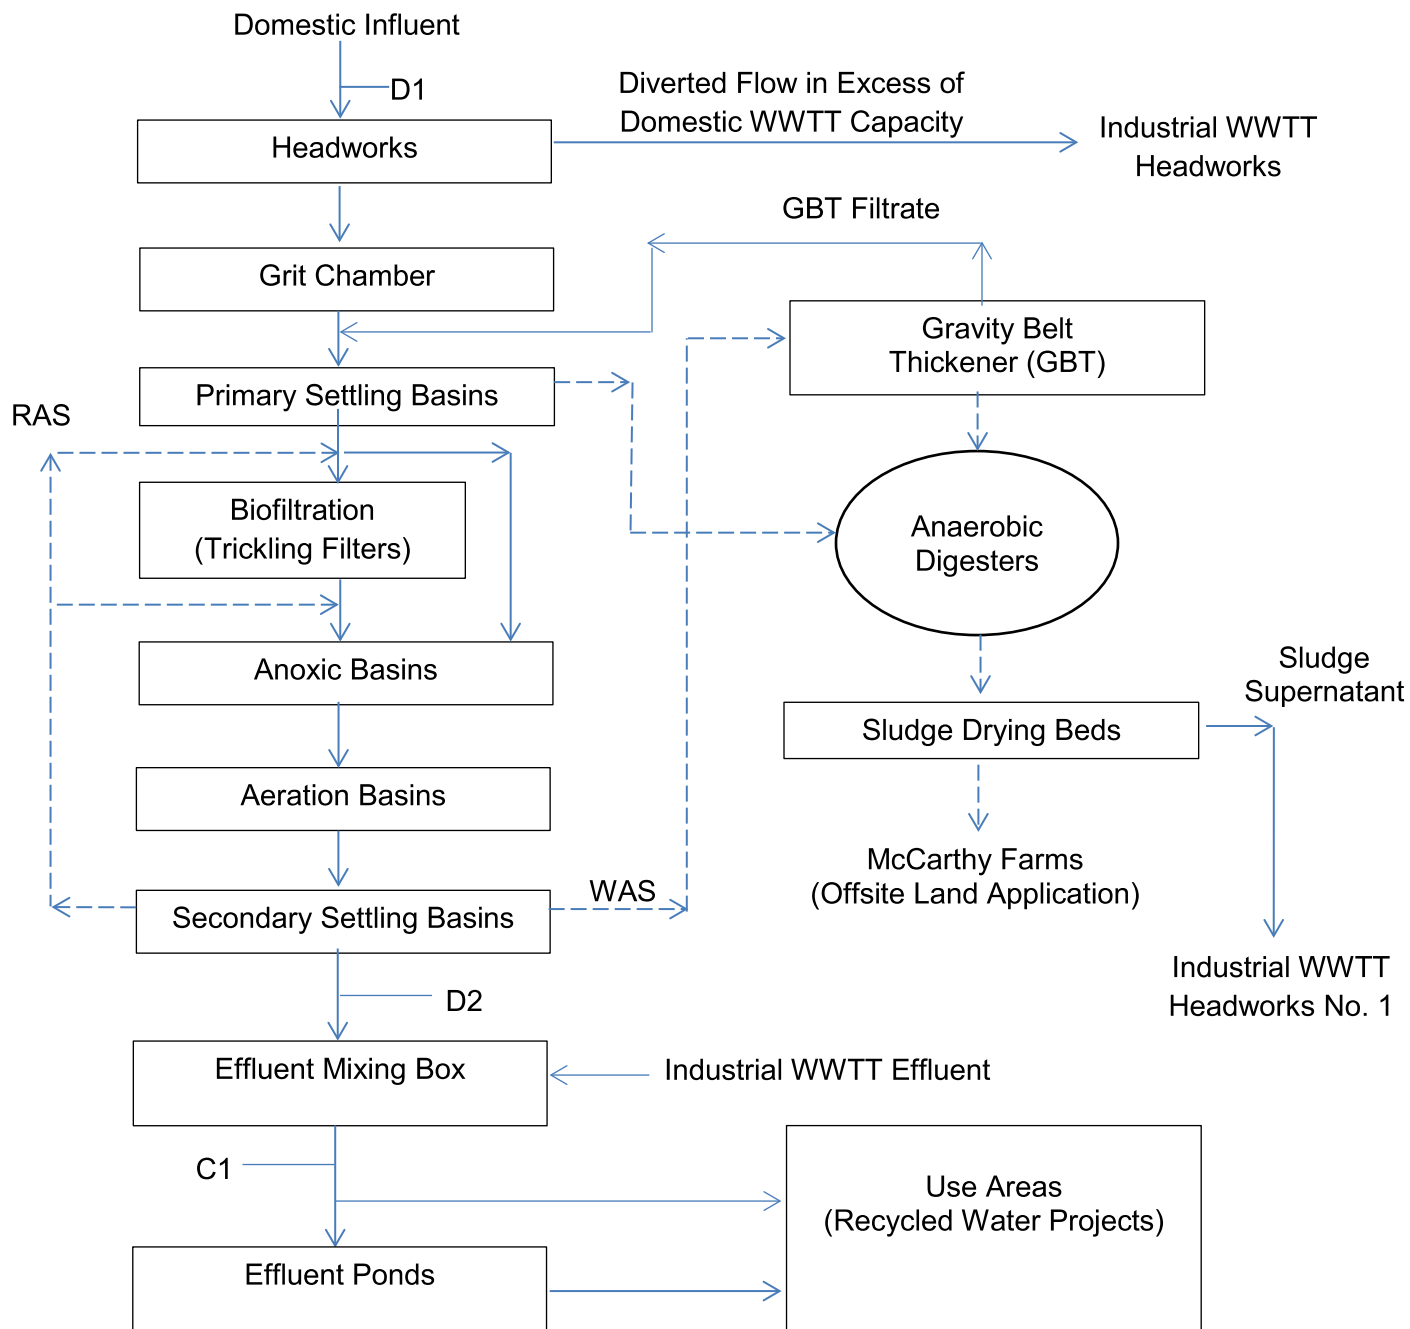 Domestic Influent
D1
Diverted Flow in Excess of
Domestic WWTT Capacity
Industrial WWTT
Headworks
Headworks
GBT Filtrate
Grit Chamber
Gravity Belt
Thickener (GBT)
Primary Settling Basins
RAS
Biofiltration
(Trickling Filters)
Anaerobic
Digesters
Anoxic Basins
Sludge
Supernatant
Sludge Drying Beds
Aeration Basins
McCarthy Farms
(Offsite Land Application)
WAS
Secondary Settling Basins
Industrial WWTT
Headworks No. 1
D2
Effluent Mixing Box
Industrial WWTT Effluent
C1
Use Areas
(Recycled Water Projects)
Effluent Ponds